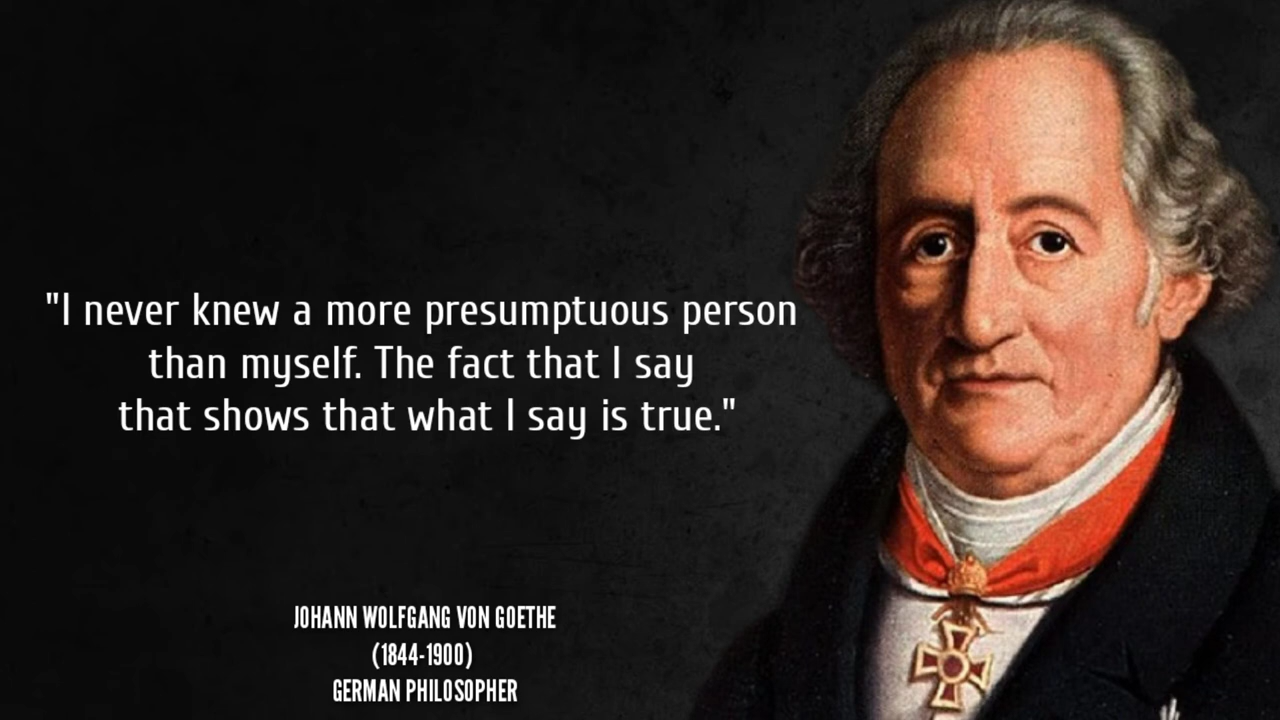 "I never knew a more presumptuous person
than myself. The fact that I say
that shows that what I say is true."
JOHANN WOLFGANG VON GOETHE
(1844-1900)
GERMAN PHILOSOPHER